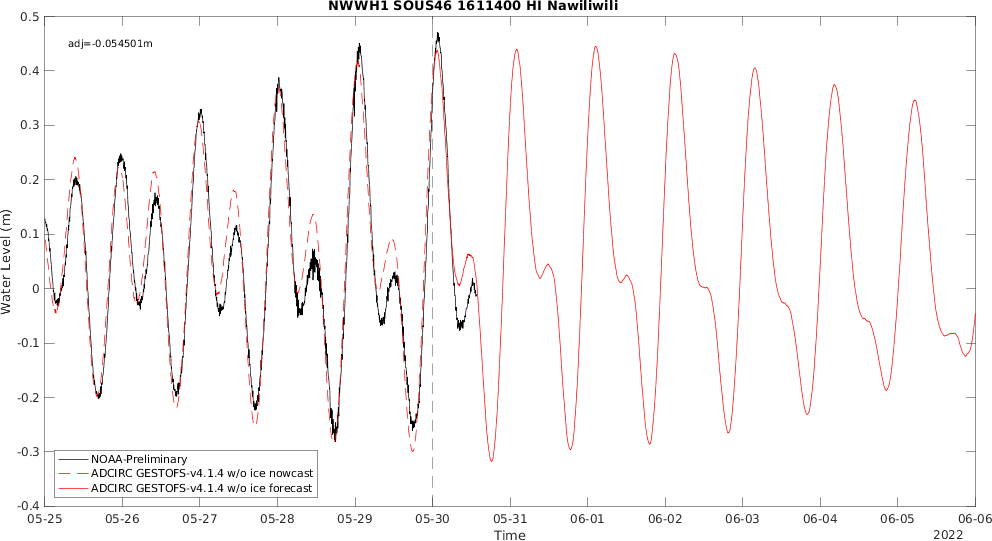 NWWH1 SOUS46 1611400 HI Nawiliwili
adj=-0.054501m
Water Level (m)
0.5
0.4
0.3
0.2
0.1
0
-0.1
-0.2
-0.3
-0.4
NOAA-Preliminary
ADCIRC GESTOFS-v4.1.4 w/o ice nowcast
ADCIRC GESTOFS-v4.1.4 w/o ice forecast
05-25 05-26 05-27 05-28 05-29 05-30 05-31 06-01 06-02 06-03 06-04 06-05 06-06
Time
2022